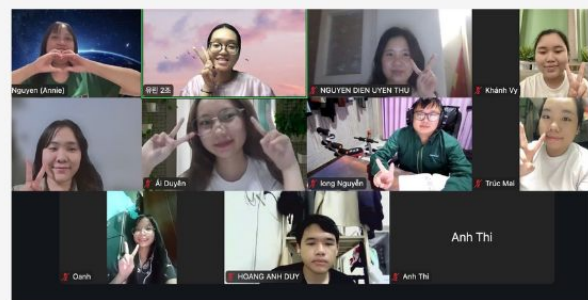 Nguyen (Annie)
유린 2조
NGUYEN DIEN UYEN THU
Khánh Vy
Ái Duyên
long Nguyễn
Trúc Mai
Oanh
HOÀNG ANH DUY
Anh Thi
Anh Thi